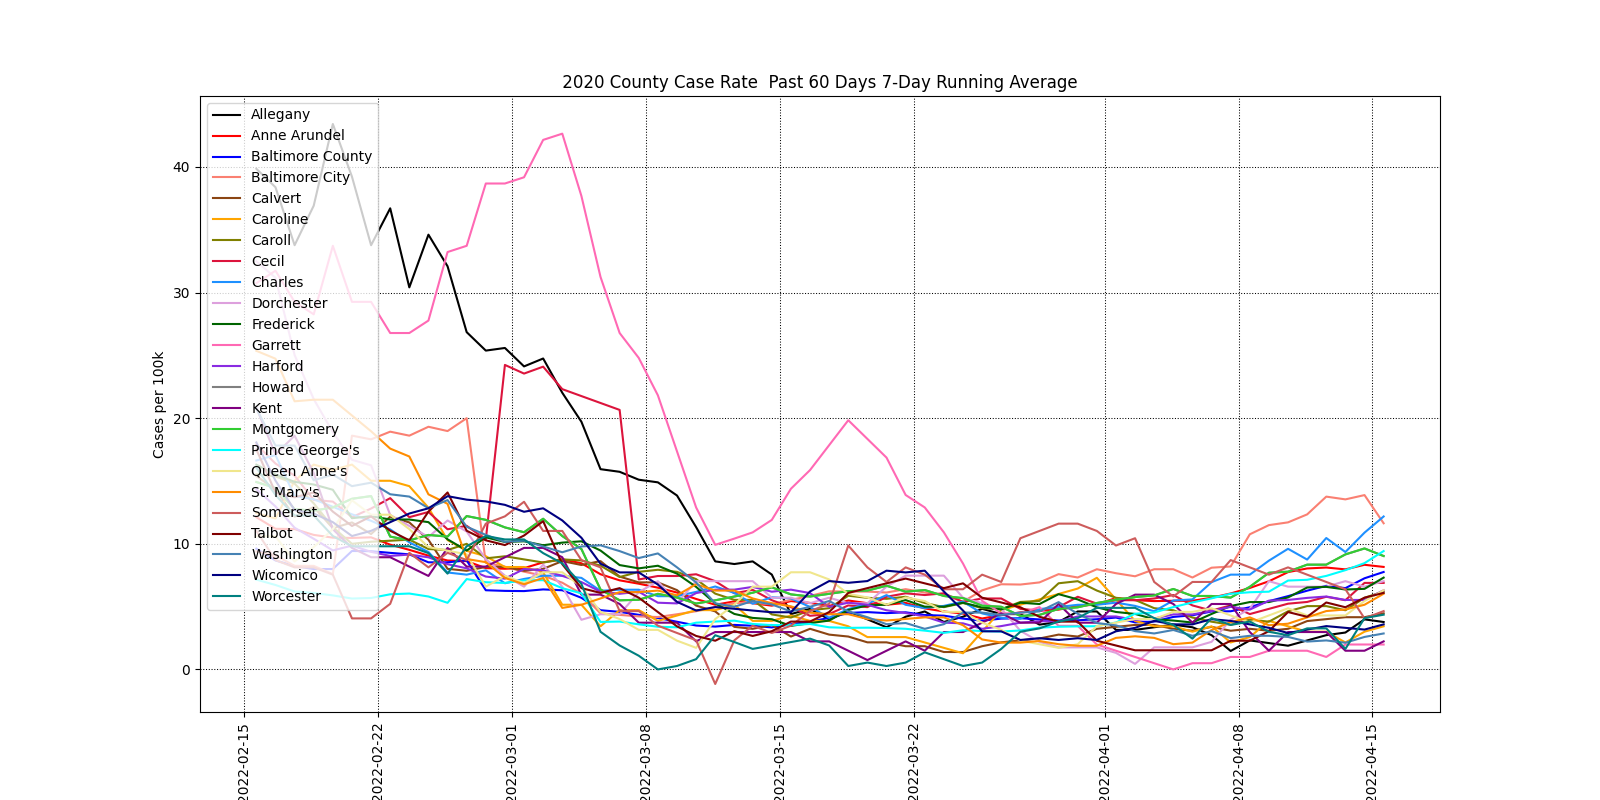 2020 County Case Rate  Past 60 Days 7-Day Running Average
Cases per 100k
40
30
20
10
0
Allegany
Anne Arundel
Baltimore County
Baltimore City
Calvert
Caroline
Caroll
Cecil
Charles
Dorchester
Frederick
Garrett
Harford
Howard
Kent
Montgomery
Prince George's
Queen Anne's
St. Mary's
Somerset
Talbot
Washington
Wicomico
Worcester
2022-02-15
2022-02-22
2022-03-01
2022-03-08
2022-03-15
2022-03-22
2022-04-01
2022-04-08
2022-04-15